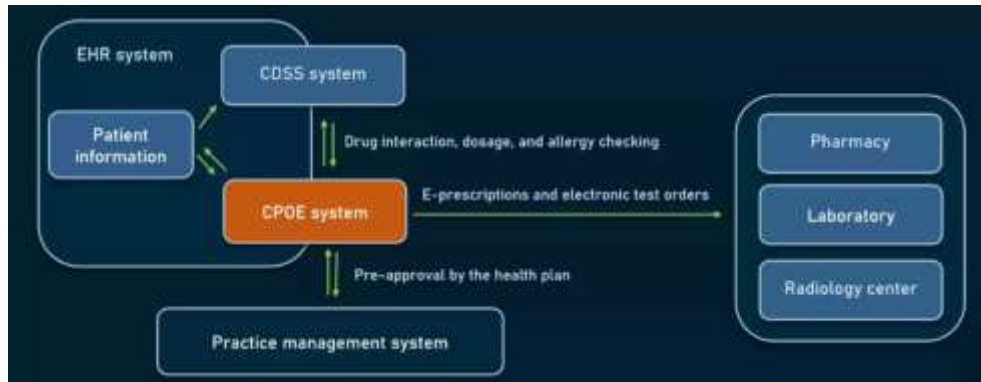 EHR system
CDSS system
Patient
information
Drug interaction, dosage, and allergy checking
Pharmacy
E-prescriptions and electronic test orders
CPOE system
Laboratory
Pre-approval by the health plan
Radiology center
Practice management system